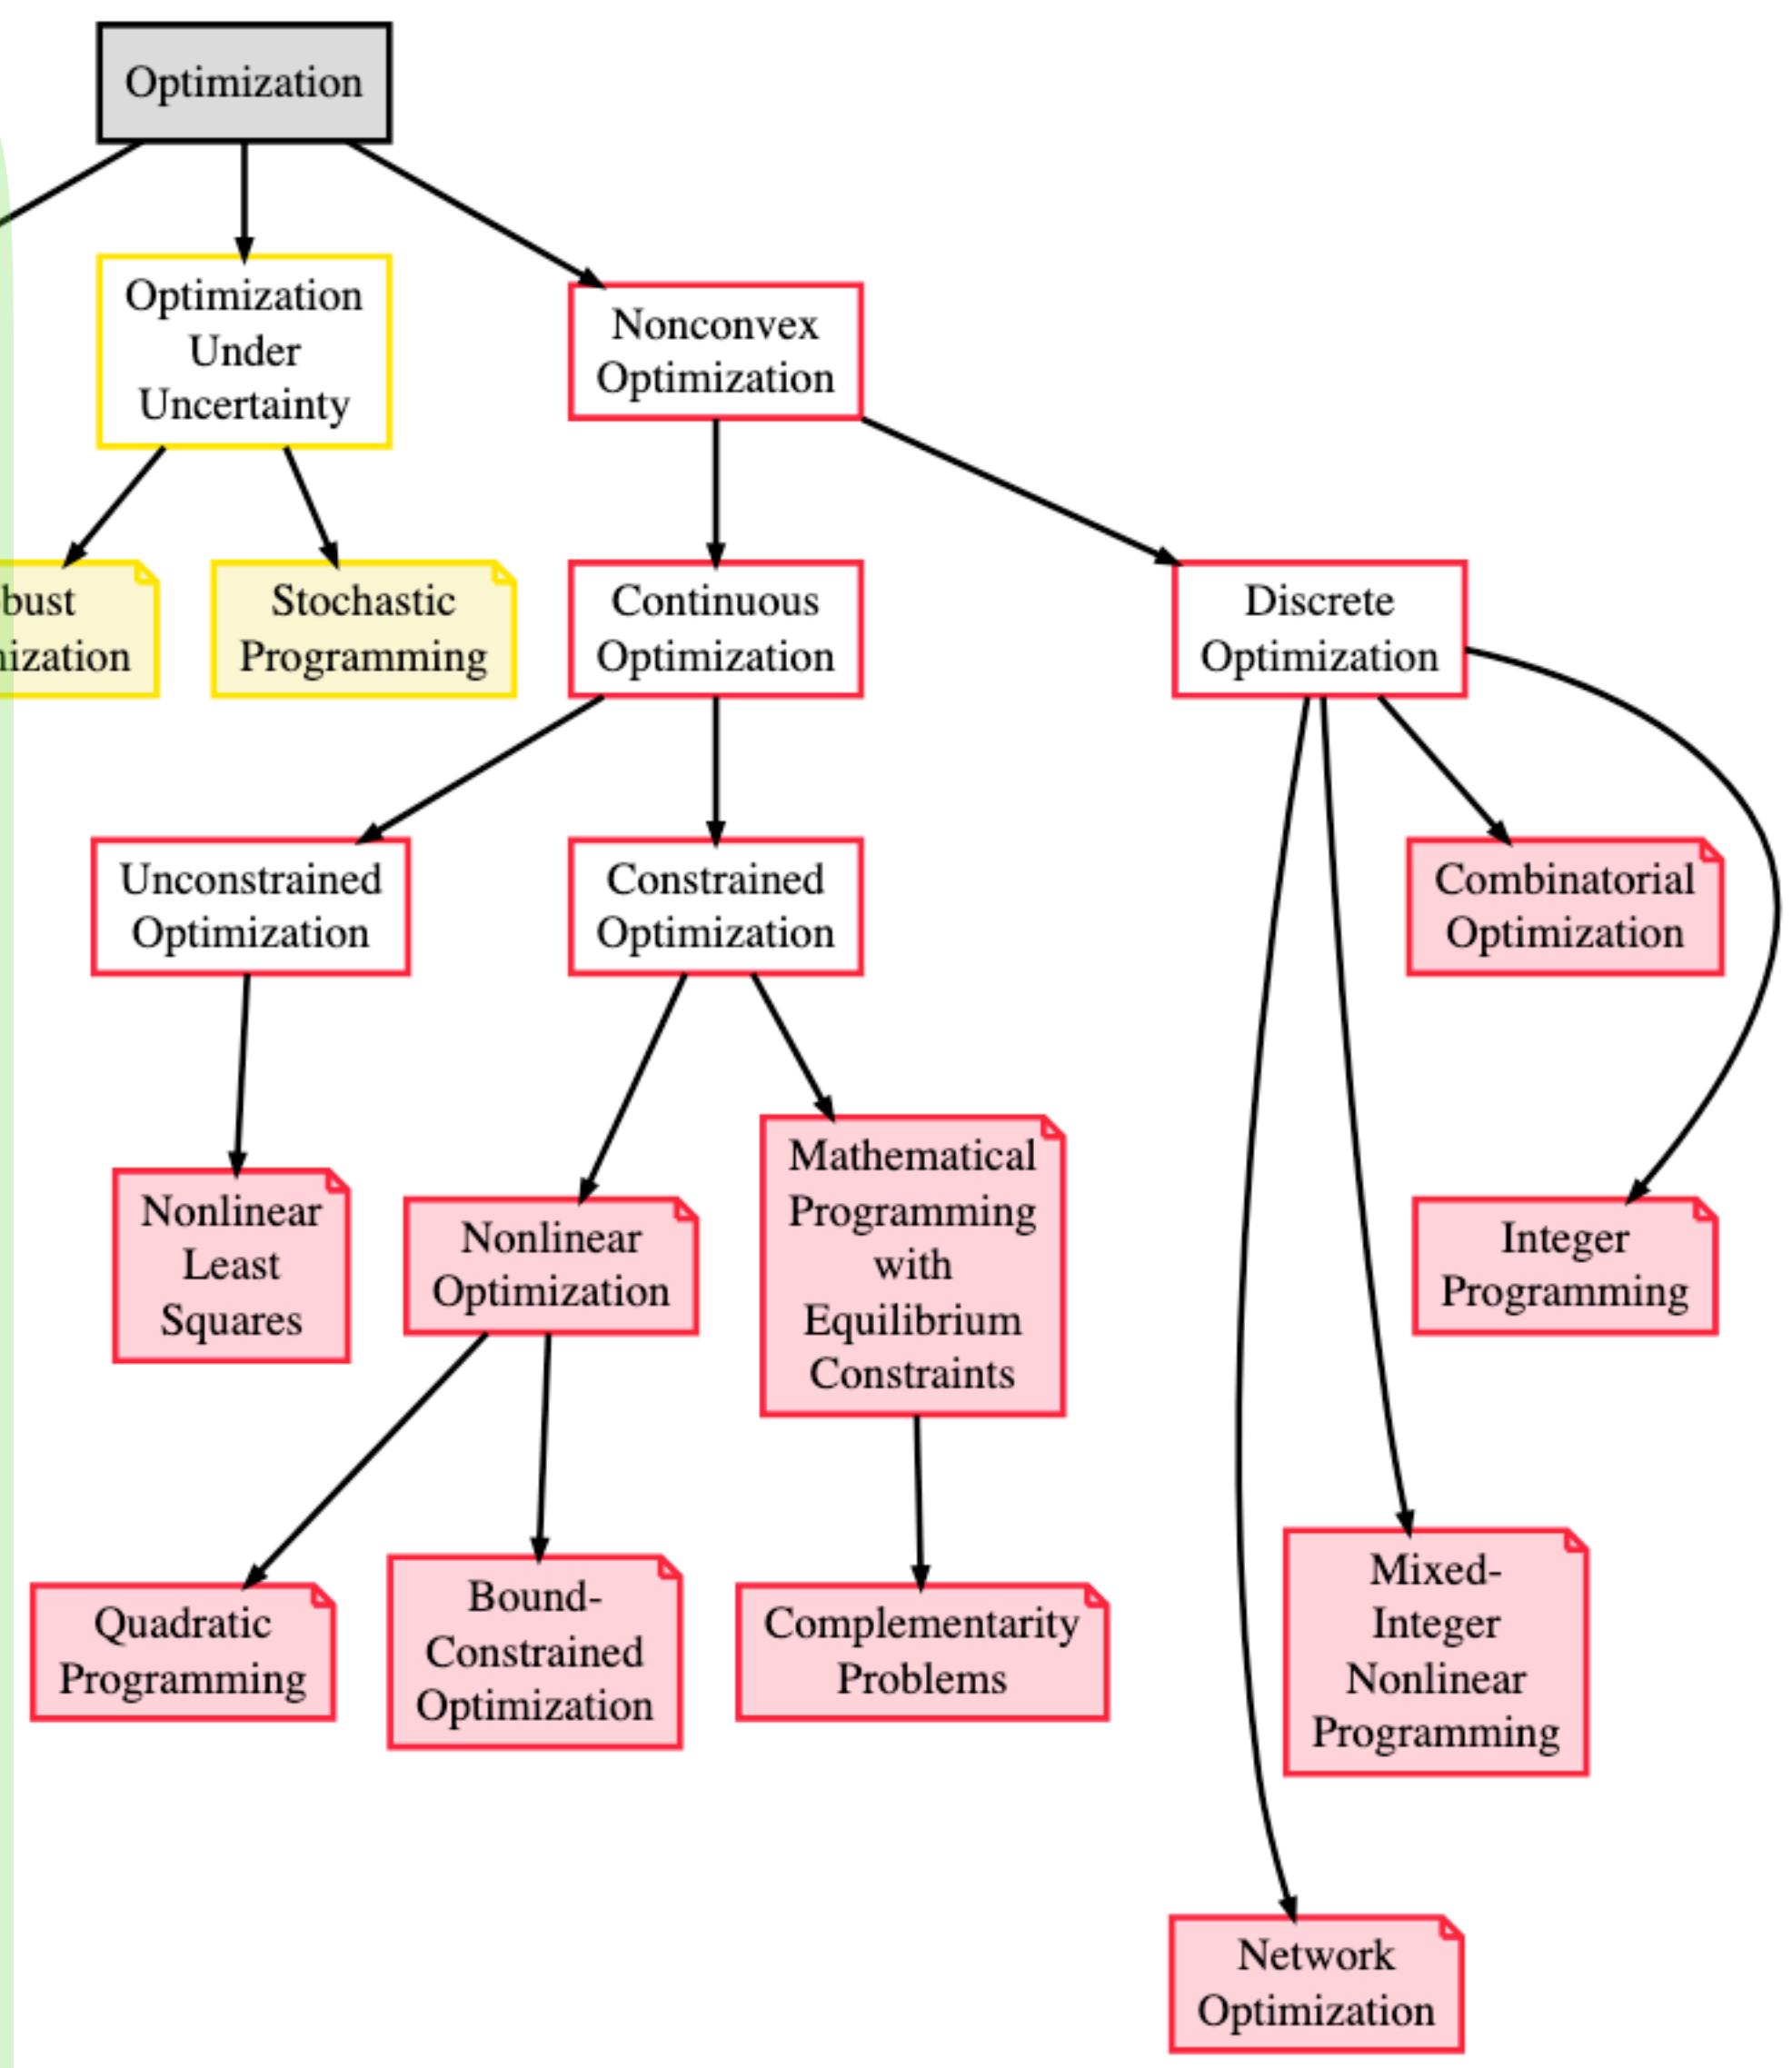 Optimization
Optimization
Under
Uncertainty
Nonconvex
Optimization
bust
ization
Stochastic
Programming
Continuous
Optimization
Discrete
Optimization
Unconstrained
Optimization
Constrained
Optimization
Combinatorial
Optimization
Nonlinear
Least
Squares
Nonlinear
Optimization
Mathematical
Programming
with
Equilibrium
Constraints
Integer
Programming
Quadratic
Programming
Bound-
Constrained
Optimization
Complementarity
Problems
Mixed-
Integer
Nonlinear
Programming
Network
Optimization